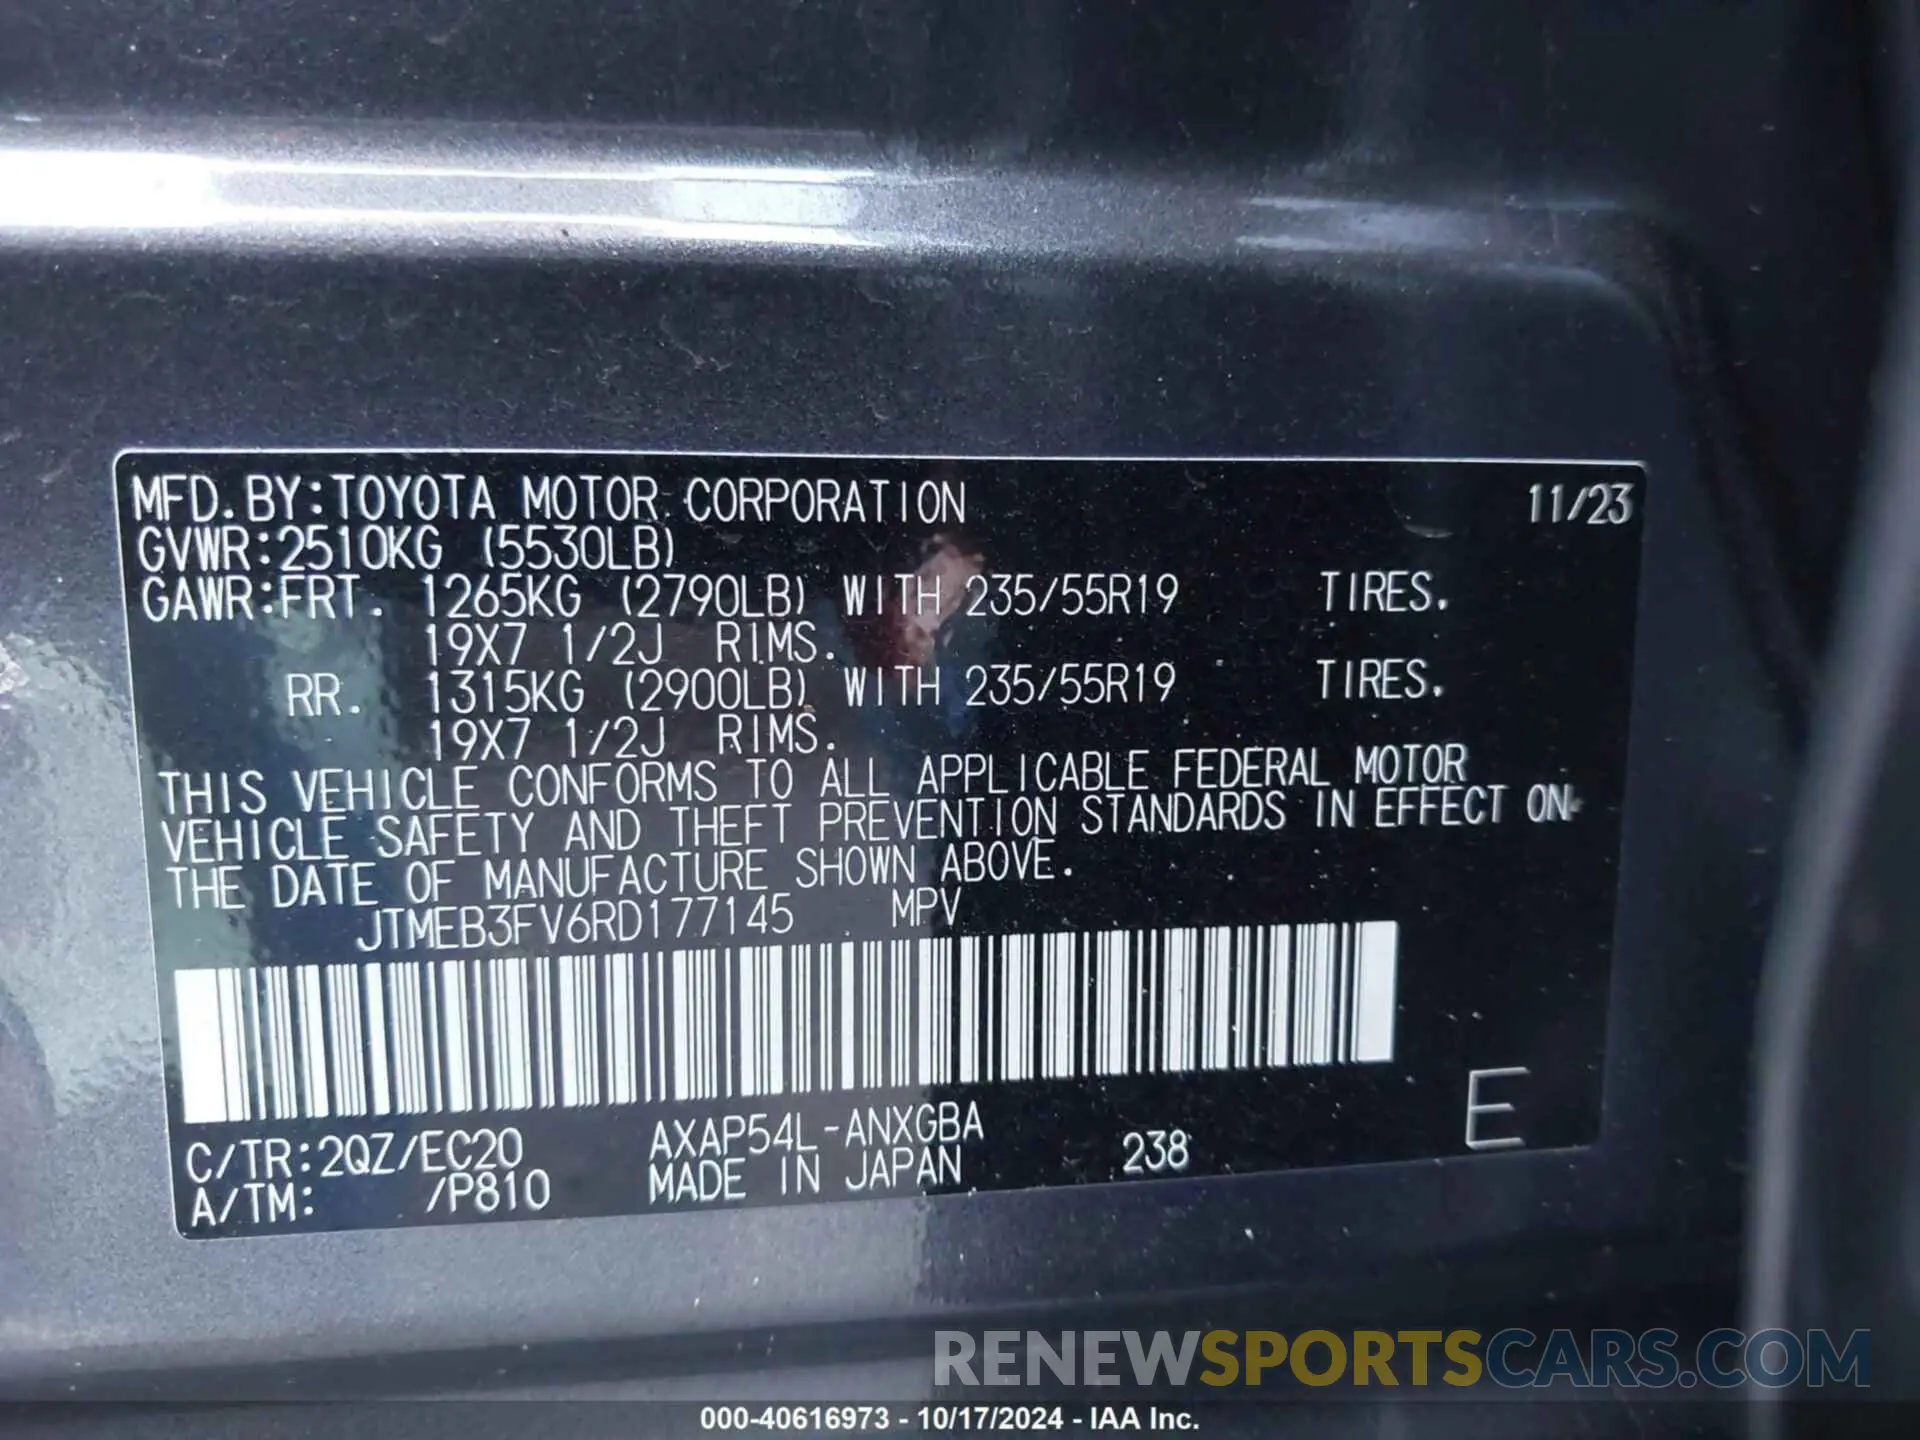 MFD.BY:TOYOTA MOTOR CORPORATION 11/23
GVWR:2510KG (5530LB)
GAWR:FRT. 1265KG (2790LB) WITH 235/55R19 TIRES.
19X7 1/2J RIMS.
RR. 1315KG (2900LB) WITH 235/55R19 TIRES.
19X7 1/2J RIMS.
THIS VEHICLE CONFORMS TO ALL APPLICABLE FEDERAL MOTOR
VEHICLE SAFETY AND THEFT PREVENTION STANDARDS IN EFFECT ON
THE DATE OF MANUFACTURE SHOWN ABOVE.
JTMEB3FV6RD177145 MPV
E
C/TR:2QZ/EC20 AXAP54L-ANXGBA 238
A/TM: /P810 MADE IN JAPAN
RENEWSPORTSCARS.COM
000-40616973 - 10/17/2024 - IAA Inc.